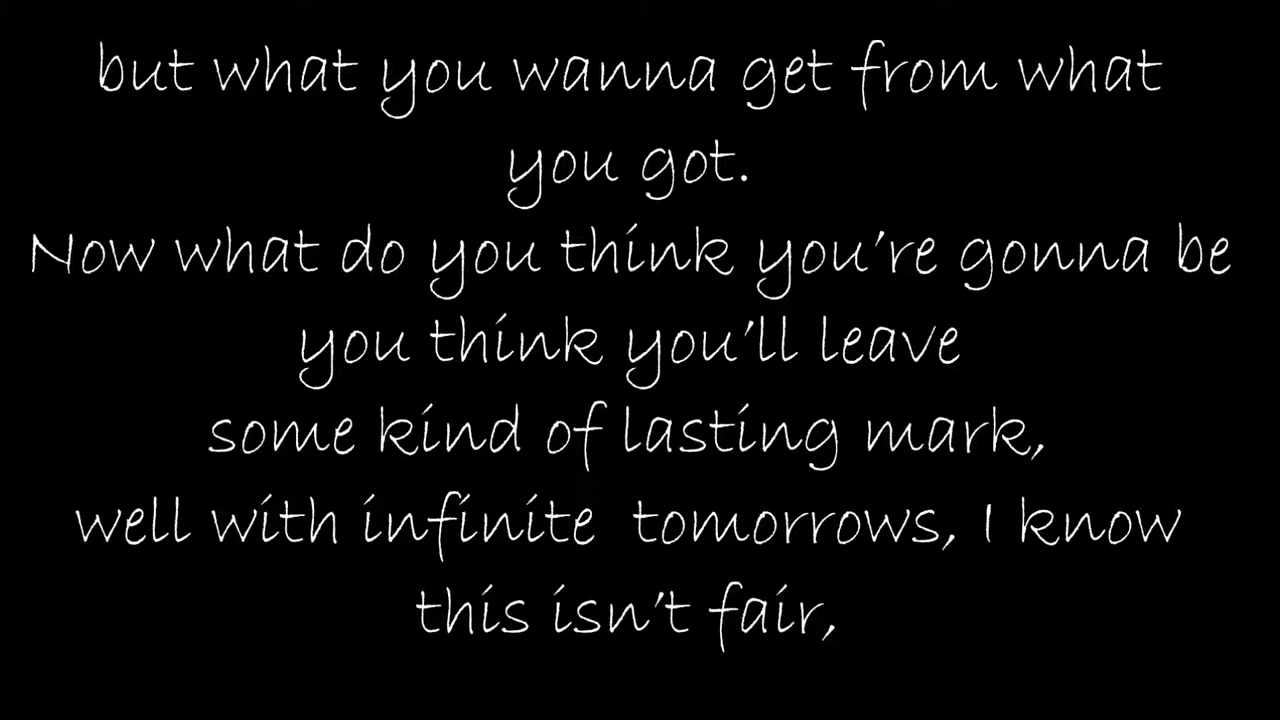 but what you wanna get from what
you got.
Now what do you think you're gonna be
you think you'll leave
some kind of lasting mark,
well with infinite  tomorrows, I know
this isn't fair,